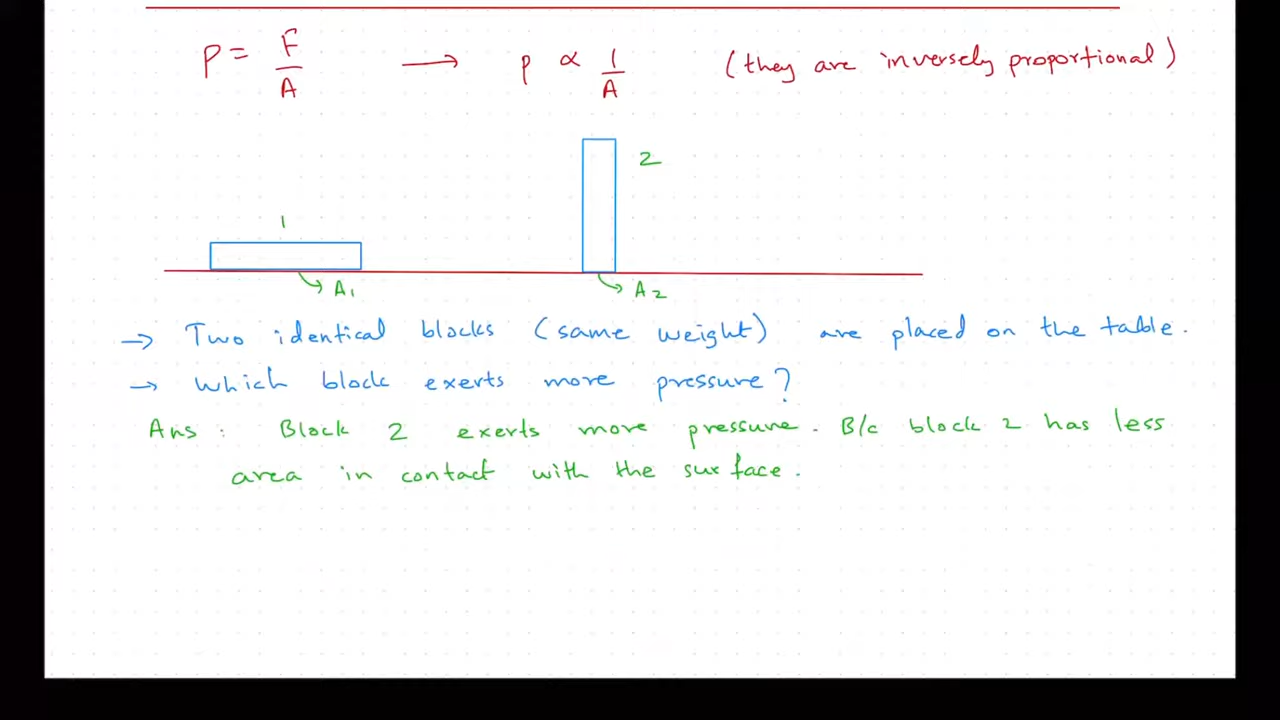 P = F/A → p ∝ 1/A (they are inversely proportional)
2
1
A1
A2
→ Two identical blocks (same weight) are placed on the table.
→ which block exerts more pressure?
Ans : Block 2 exerts more pressure. B/c block 2 has less
area in contact with the surface.